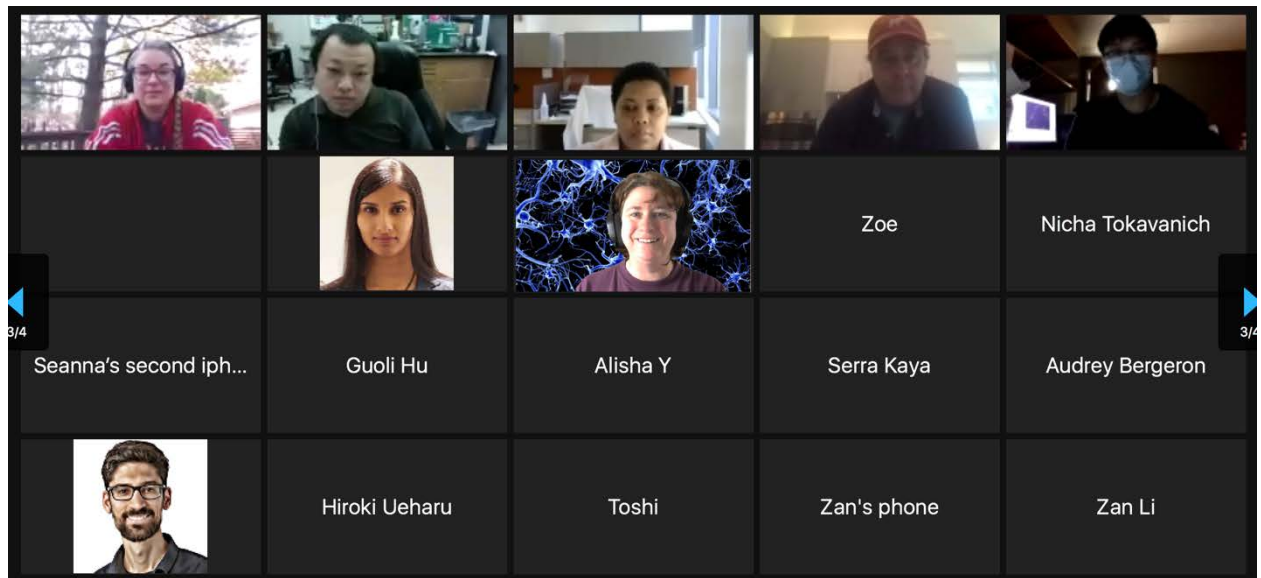 Zoe
Nicha Tokavanich
3/4
3/4
Seanna’s second iph...
Guoli Hu
Alisha Y
Serra Kaya
Audrey Bergeron
Hiroki Ueharu
Toshi
Zan's phone
Zan Li